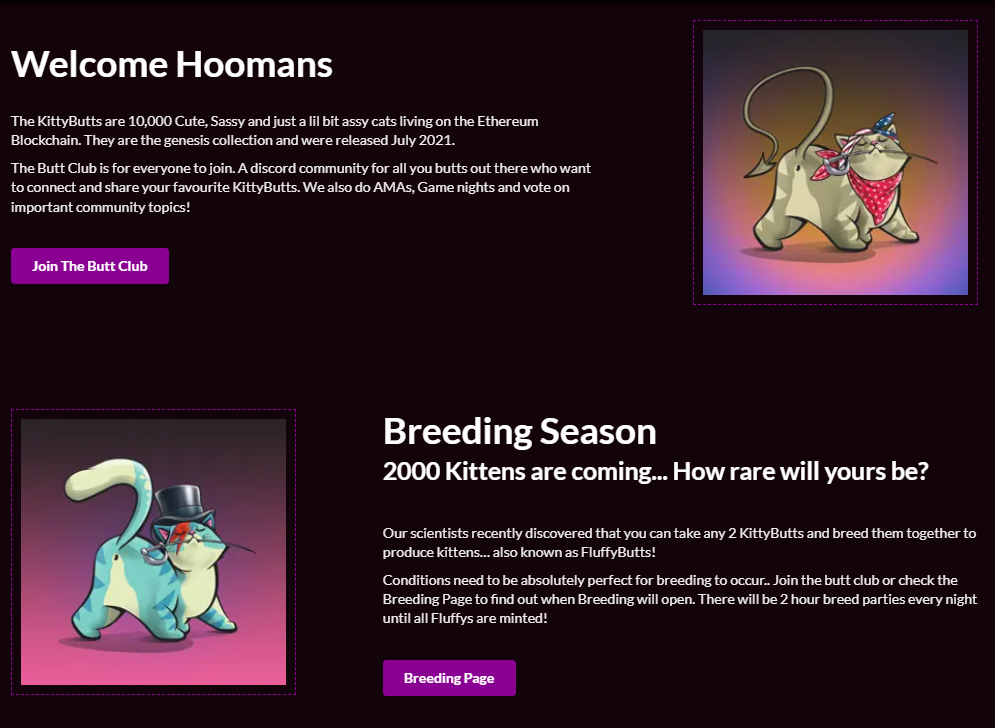 Welcome Hoomans
The KittyButts are 10,000 Cute, Sassy and just a lil bit assy cats living on the Ethereum
Blockchain. They are the genesis collection and were released July 2021.
The Butt Club is for everyone to join. A discord community for all you butts out there who want
to connect and share your favourite KittyButts. We also do AMAs, Game nights and vote on
important community topics!
Join The Butt Club
Breeding Season
2000 Kittens are coming... How rare will yours be?
Our scientists recently discovered that you can take any 2 KittyButts and breed them together to
produce kittens... also known as FluffyButts!
Conditions need to be absolutely perfect for breeding to occur.. Join the butt club or check the
Breeding Page to find out when Breeding will open. There will be 2 hour breed parties every night
until all Fluffys are minted!
Breeding Page